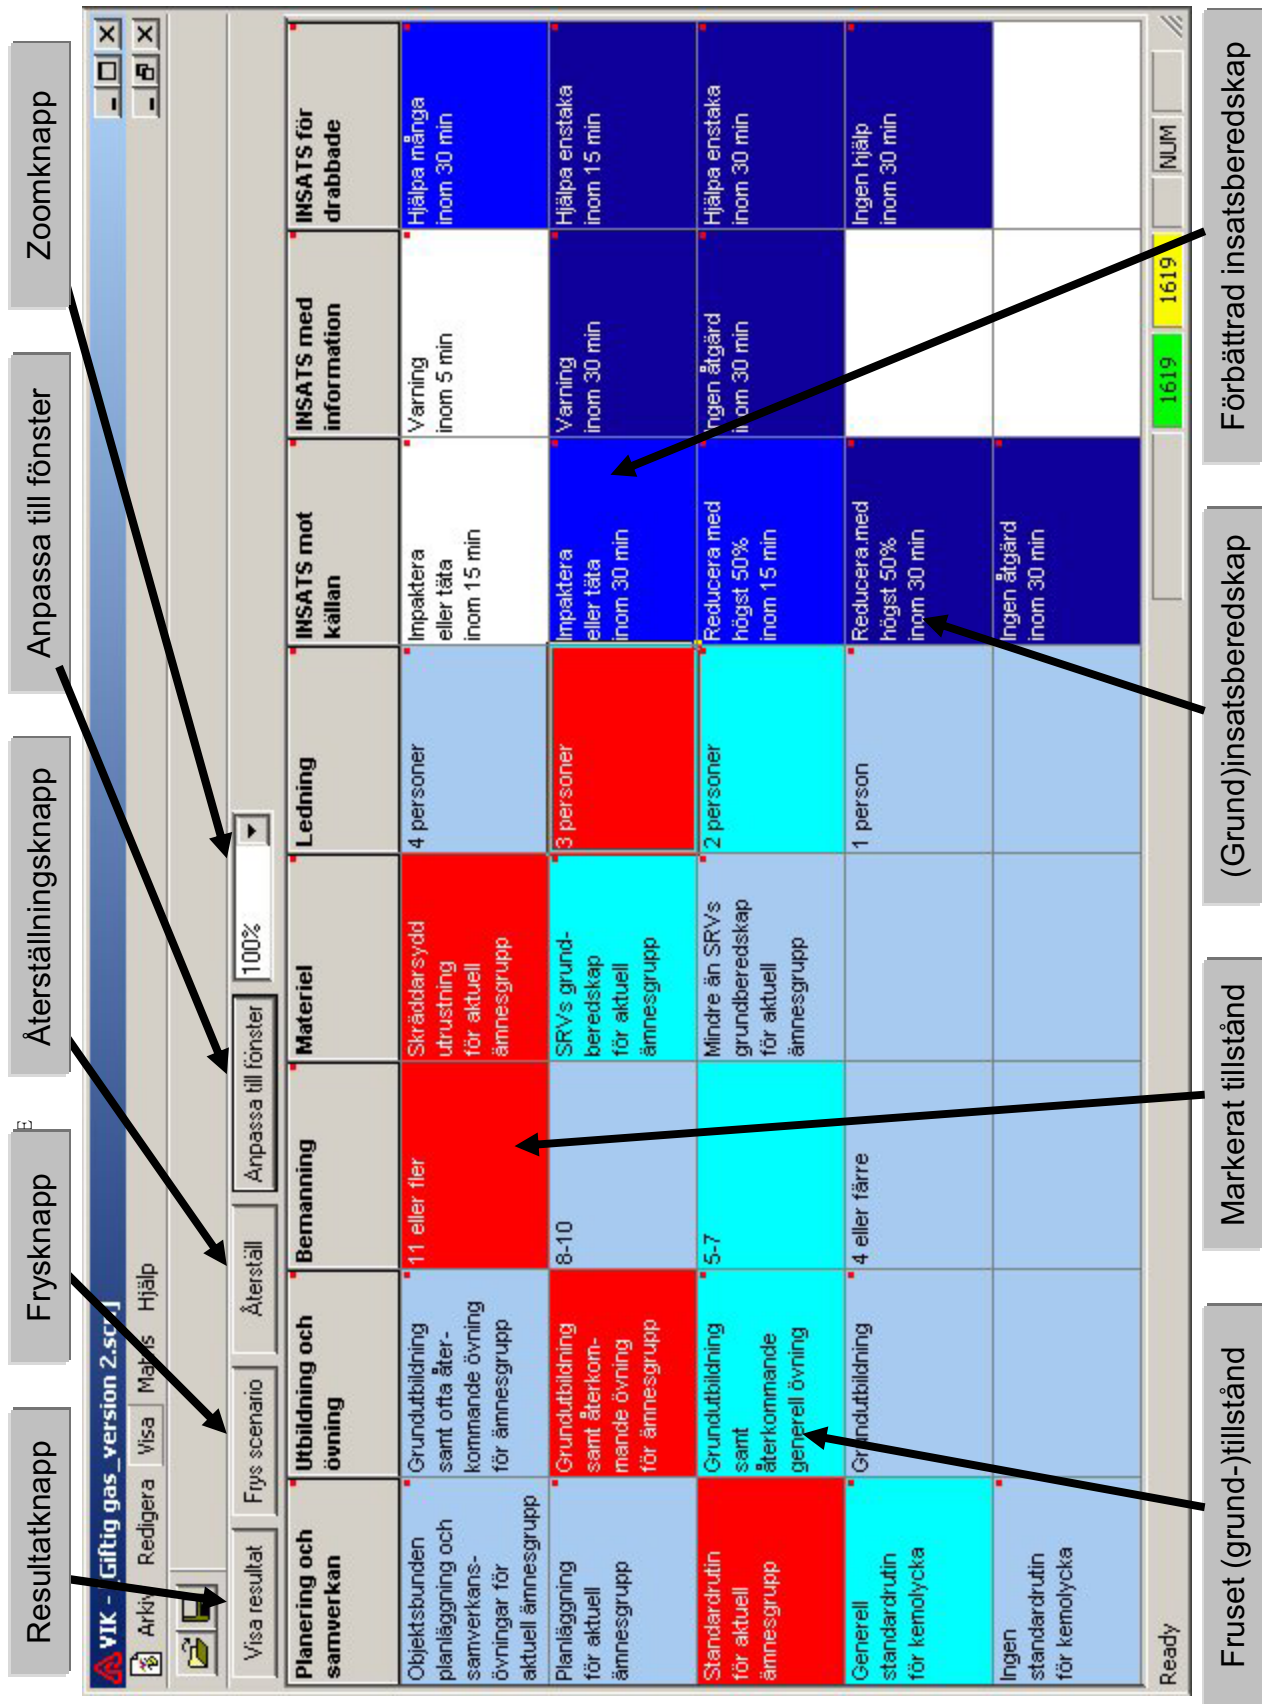 Resultatknapp
Frysknapp
Återställningsknapp
Anpassa till fönster
Zoomknapp
E
VIK - [Giftig gas_version 2.scn]
Arkiv Redigera Visa Matris Hjälp
Visa resultat Frys scenario Återställ Anpassa till fönster 100%
Planering och
samverkan
Utbildning och
övning
Bemanning
Materiel
Ledning
INSATS mot
källan
INSATS med
information
INSATS för
drabbade
Objektsbunden
planläggning och
samverkans-
övningar för
aktuell ämnesgrupp
Grundutbildning
samt ofta åter-
kommande övning
för ämnesgrupp
11 eller fler
Skräddarsydd
utrustning
för aktuell
ämnesgrupp
4 personer
Impaktera
eller täta
inom 15 min
Varning
inom 5 min
Hjälpa många
inom 30 min
Planläggning
för aktuell
ämnesgrupp
Grundutbildning
samt återkom-
mande övning
för ämnesgrupp
8-10
SRVs grund-
beredskap
för aktuell
ämnesgrupp
3 personer
Impaktera
eller täta
inom 30 min
Varning
inom 30 min
Hjälpa enstaka
inom 15 min
Standardrutin
för aktuell
ämnesgrupp
Grundutbildning
samt
återkommande
generell övning
5-7
Mindre än SRVs
grundberedskap
för aktuell
ämnesgrupp
2 personer
Reducera med
högst 50%
inom 15 min
Ingen åtgärd
inom 30 min
Hjälpa enstaka
inom 30 min
Generell
standardrutin
för kemolycka
Grundutbildning
4 eller färre
1 person
Reducera med
högst 50%
inom 30 min
Ingen hjälp
inom 30 min
Ingen
standardrutin
för kemolycka
Ingen åtgärd
inom 30 min
Ready 1619 1619 NUM
Fruset (grund-)tillstånd
Markerat tillstånd
(Grund)insatsberedskap
Förbättrad insatsberedskap